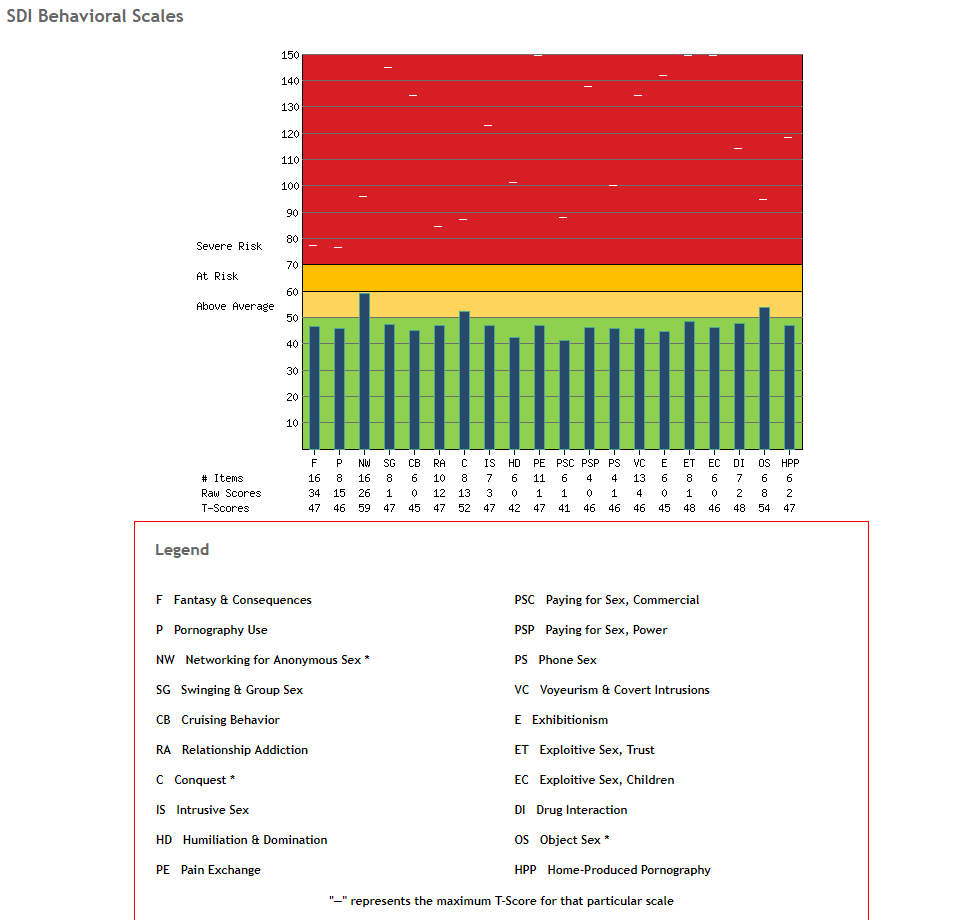 SDI Behavioral Scales
150
140
130
120
110
100
90
Severe Risk 80
70
At Risk
60
Above Average
50
40
30
20
10
F P NW SG CB RA C IS HD PE PSC PSP PS VC E ET EC DI OS HPP
# Items 16 8 16 8 6 10 8 7 6 11 6 4 4 13 6 8 6 7 6 6
Raw Scores 34 15 26 1 0 12 13 3 0 1 1 0 1 4 0 1 0 2 8 2
T-Scores 47 46 59 47 45 47 52 47 42 47 41 46 46 46 45 48 46 48 54 47
Legend
F Fantasy & Consequences PSC Paying for Sex, Commercial
P Pornography Use PSP Paying for Sex, Power
NW Networking for Anonymous Sex * PS Phone Sex
SG Swinging & Group Sex VC Voyeurism & Covert Intrusions
CB Cruising Behavior E Exhibitionism
RA Relationship Addiction ET Exploitive Sex, Trust
C Conquest * EC Exploitive Sex, Children
IS Intrusive Sex DI Drug Interaction
HD Humiliation & Domination OS Object Sex *
PE Pain Exchange HPP Home-Produced Pornography
"—" represents the maximum T-Score for that particular scale